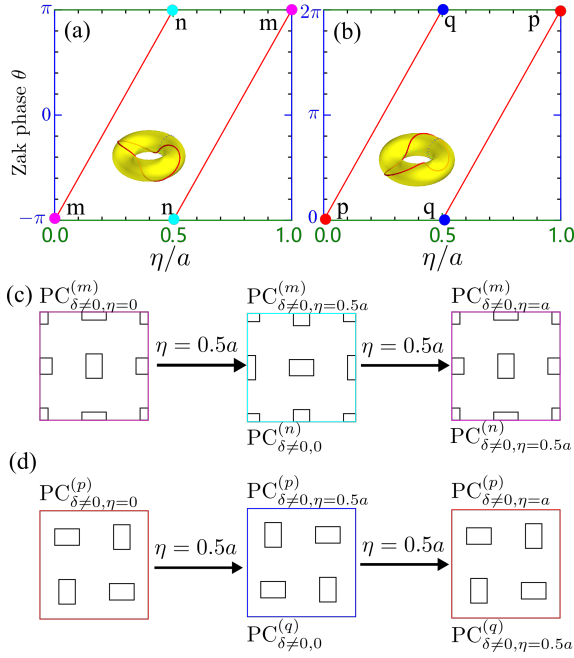 π
(a)
n
m
0
Zak phase θ
−π
m
n
0.0
0.5
1.0
η/a
2π
(b)
q
p
π
0
p
q
0.0
0.5
1.0
η/a
(c)
PC^{(m)}_{δ≠0,η=0}
PC^{(m)}_{δ≠0,η=0.5a}
PC^{(m)}_{δ≠0,η=a}
η = 0.5a
η = 0.5a
PC^{(n)}_{δ≠0,0}
PC^{(n)}_{δ≠0,η=0.5a}
(d)
PC^{(p)}_{δ≠0,η=0}
PC^{(p)}_{δ≠0,η=0.5a}
PC^{(p)}_{δ≠0,η=a}
η = 0.5a
η = 0.5a
PC^{(q)}_{δ≠0,0}
PC^{(q)}_{δ≠0,η=0.5a}